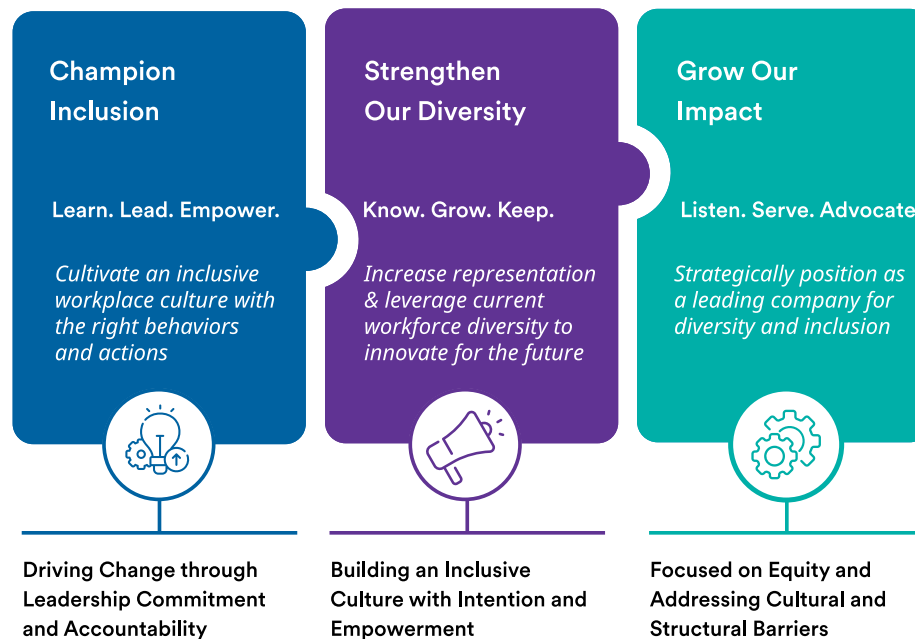 Champion
Inclusion
Learn. Lead. Empower.
Cultivate an inclusive
workplace culture with
the right behaviors
and actions
Driving Change through
Leadership Commitment
and Accountability
Strengthen
Our Diversity
Know. Grow. Keep.
Increase representation
& leverage current
workforce diversity to
innovate for the future
Building an Inclusive
Culture with Intention and
Empowerment
Grow Our
Impact
Listen. Serve. Advocate
Strategically position as
a leading company for
diversity and inclusion
Focused on Equity and
Addressing Cultural and
Structural Barriers